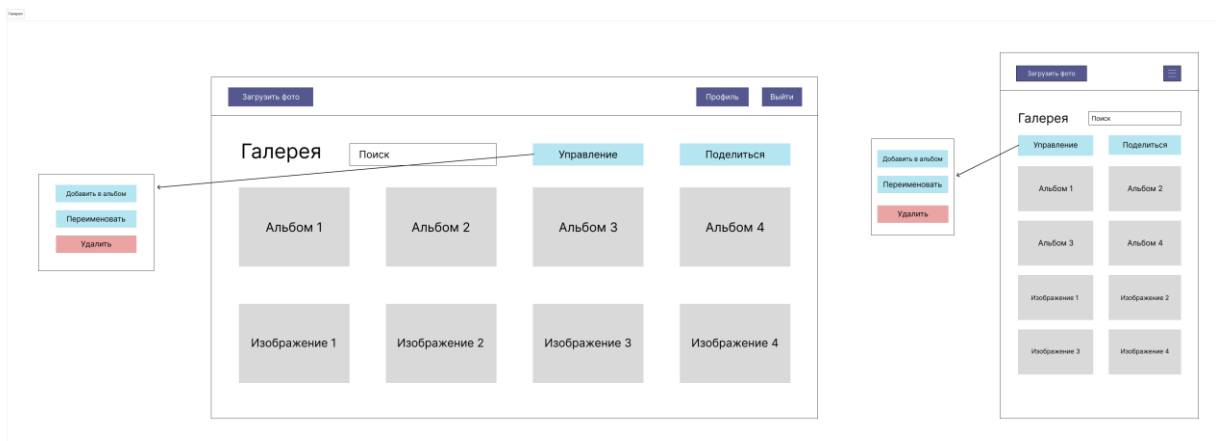 Галерея
Загрузить фото
Профиль
Выйти
Галерея
Поиск
Управление
Поделиться
Добавить в альбом
Переименовать
Удалить
Альбом 1
Альбом 2
Альбом 3
Альбом 4
Изображение 1
Изображение 2
Изображение 3
Изображение 4
Загрузить фото
Галерея
Поиск
Управление
Поделиться
Добавить в альбом
Переименовать
Удалить
Альбом 1
Альбом 2
Альбом 3
Альбом 4
Изображение 1
Изображение 2
Изображение 3
Изображение 4